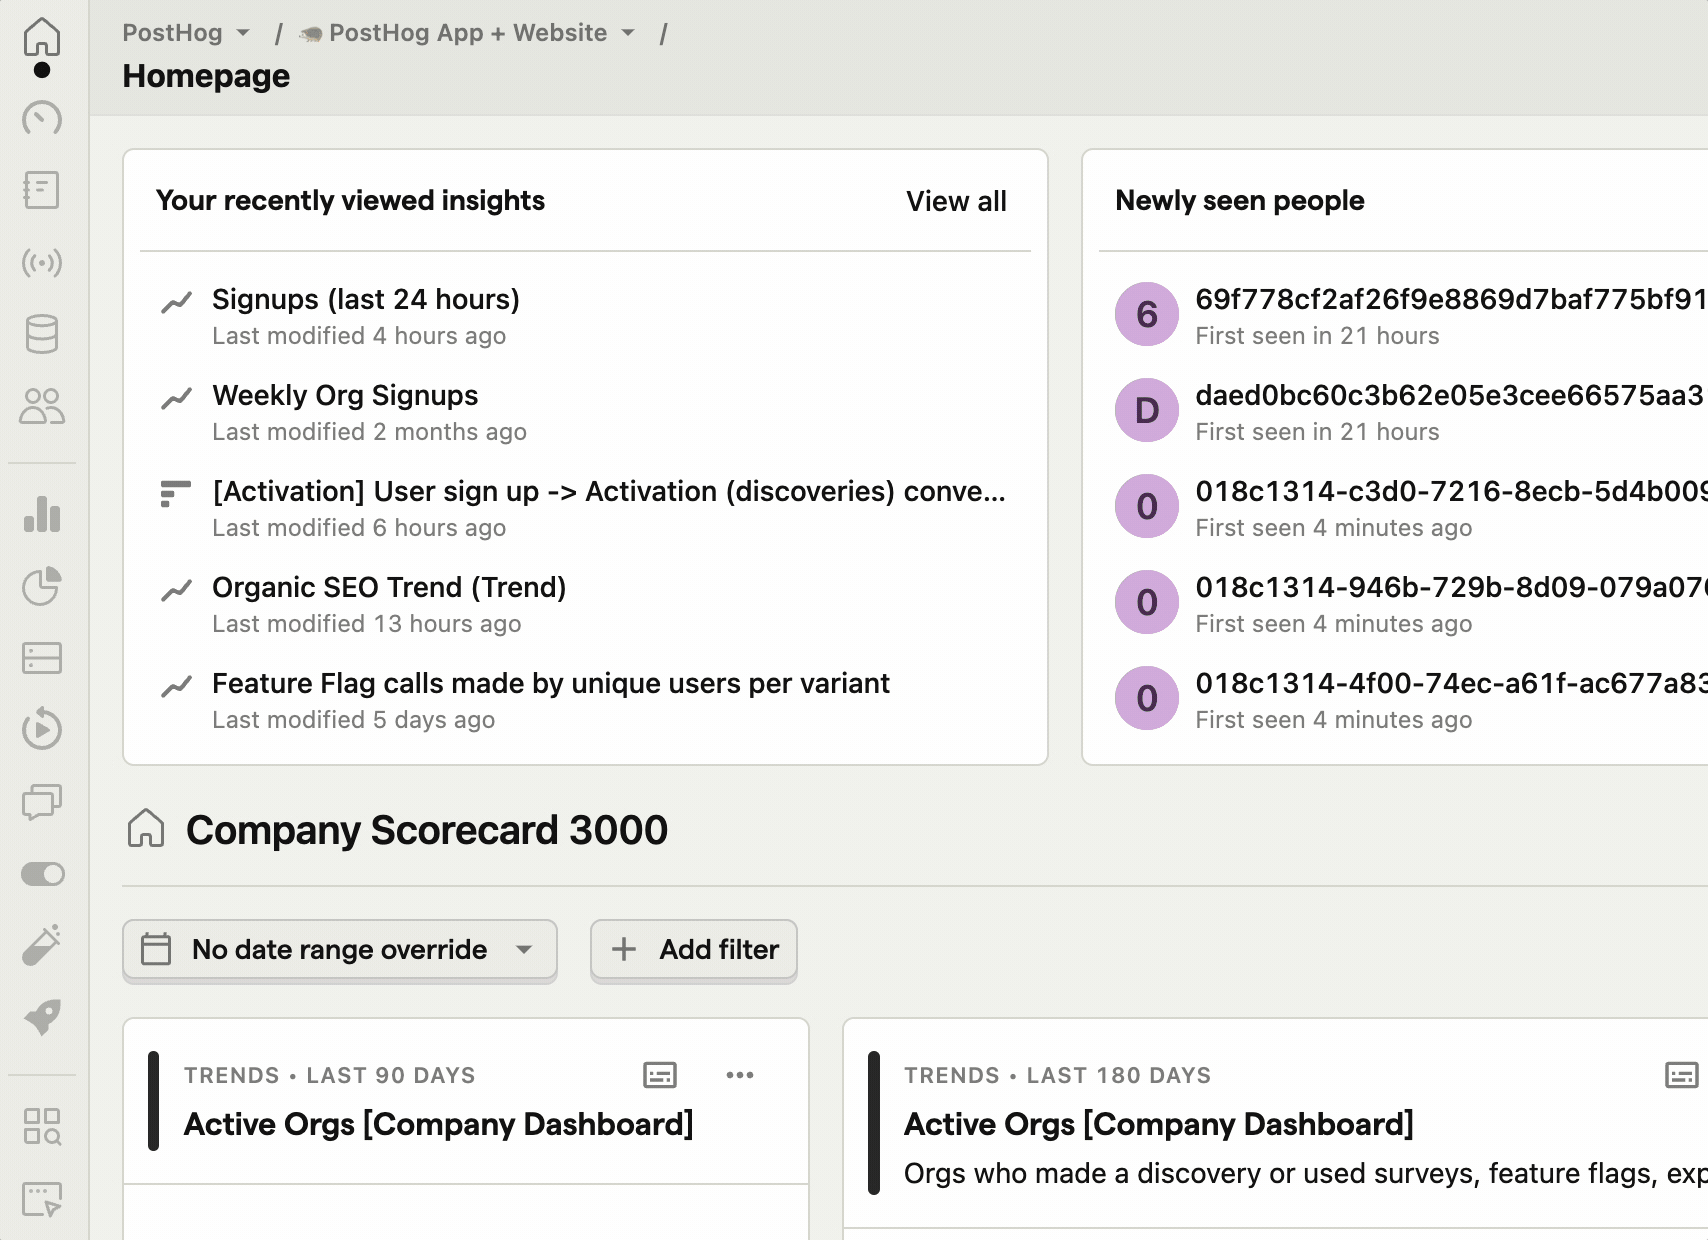 PostHog / PostHog App + Website /
Homepage
Your recently viewed insights
View all
Signups (last 24 hours)
Last modified 4 hours ago
Weekly Org Signups
Last modified 2 months ago
[Activation] User sign up -> Activation (discoveries) conve...
Last modified 6 hours ago
Organic SEO Trend (Trend)
Last modified 13 hours ago
Feature Flag calls made by unique users per variant
Last modified 5 days ago
Newly seen people
6
69f778cf2af26f9e8869d7baf775bf91
First seen in 21 hours
D
daed0bc60c3b62e05e3cee66575aa3
First seen in 21 hours
0
018c1314-c3d0-7216-8ecb-5d4b009
First seen 4 minutes ago
0
018c1314-946b-729b-8d09-079a070
First seen 4 minutes ago
0
018c1314-4f00-74ec-a61f-ac677a83
First seen 4 minutes ago
Company Scorecard 3000
No date range override
Add filter
TRENDS • LAST 90 DAYS
Active Orgs [Company Dashboard]
TRENDS • LAST 180 DAYS
Active Orgs [Company Dashboard]
Orgs who made a discovery or used surveys, feature flags, exp